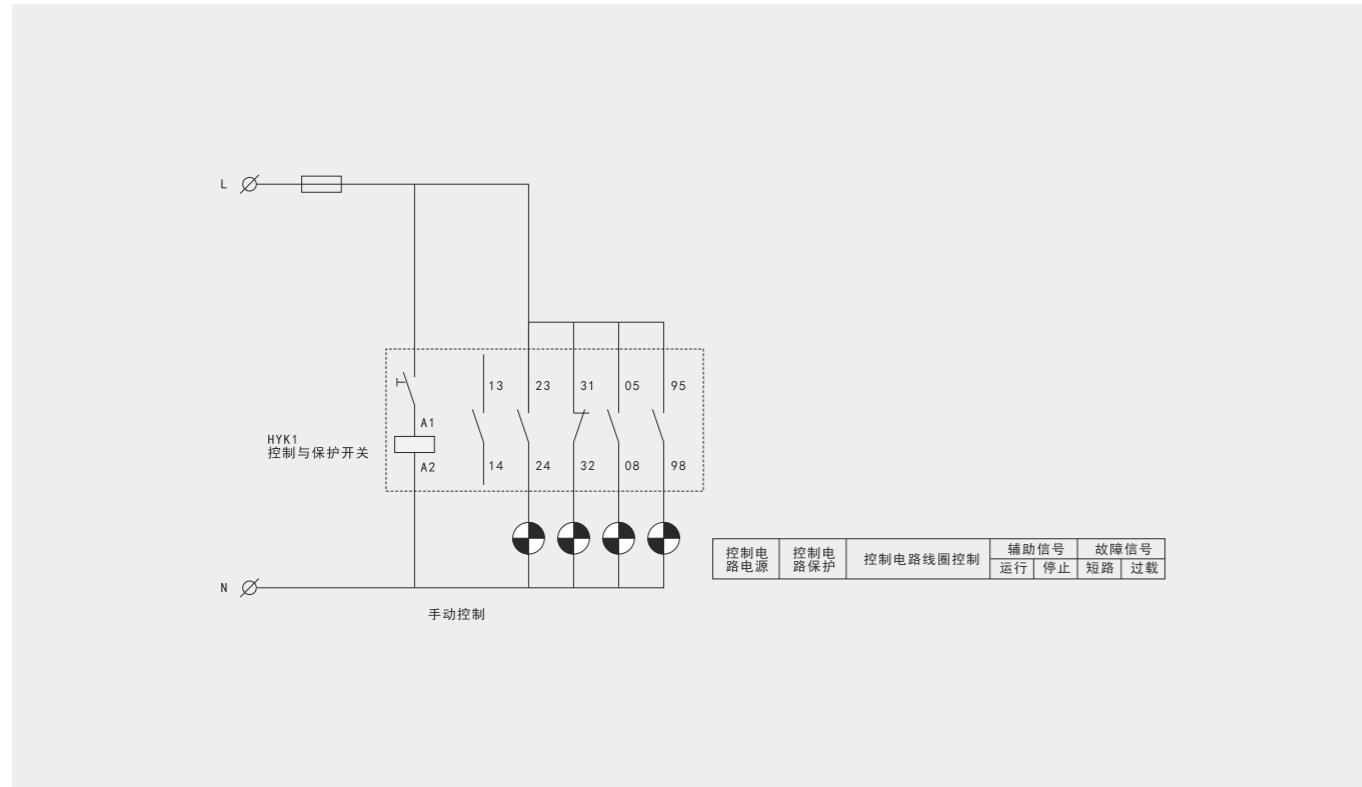 L
13
23
31
05
95
A1
HYK1
控制与保护开关
A2
14
24
32
08
98
控制电
路电源
控制电
路保护
控制电路线圈控制
辅助信号
故障信号
运行
停止
短路
过载
N
手动控制